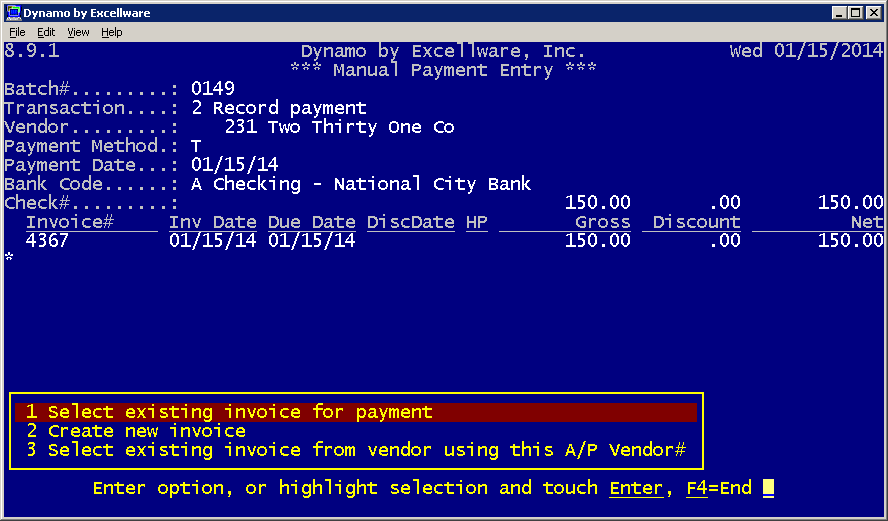 Dynamo by Excellware
File Edit View Help
8.9.1 Dynamo by Excellware, Inc. Wed 01/15/2014
*** Manual Payment Entry ***
Batch#.........: 0149
Transaction....: 2 Record payment
Vendor.........: 231 Two Thirty One Co
Payment Method.: T
Payment Date...: 01/15/14
Bank Code......: A Checking - National City Bank
Check#.........: 150.00 .00 150.00
Invoice# Inv Date Due Date DiscDate HP Gross Discount Net
4367 01/15/14 01/15/14 150.00 .00 150.00
*
1 Select existing invoice for payment
2 Create new invoice
3 Select existing invoice from vendor using this A/P Vendor#
Enter option, or highlight selection and touch Enter, F4=End